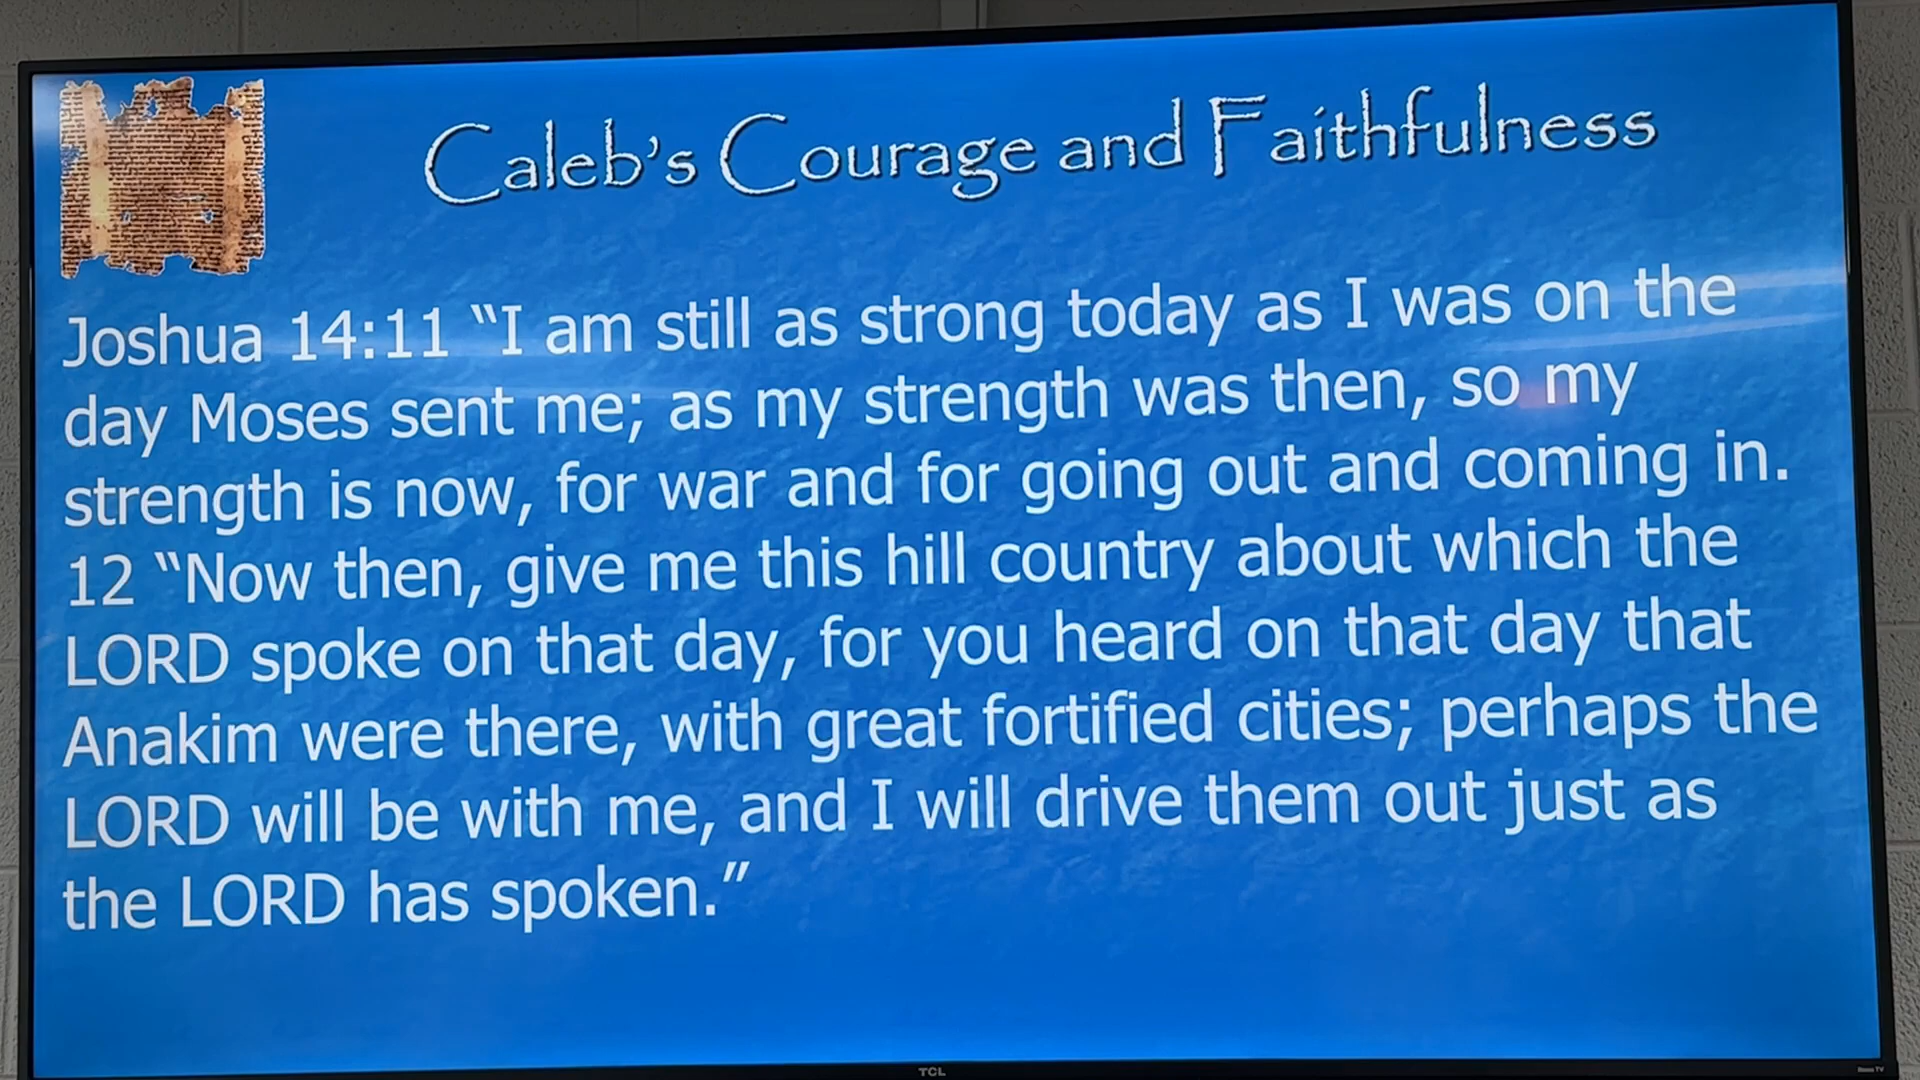 Caleb's Courage and Faithfulness
Joshua 14:11 “I am still as strong today as I was on the
day Moses sent me; as my strength was then, so my
strength is now, for war and for going out and coming in.
12 “Now then, give me this hill country about which the
LORD spoke on that day, for you heard on that day that
Anakim were there, with great fortified cities; perhaps the
LORD will be with me, and I will drive them out just as
the LORD has spoken.”
TCL
Roku TV